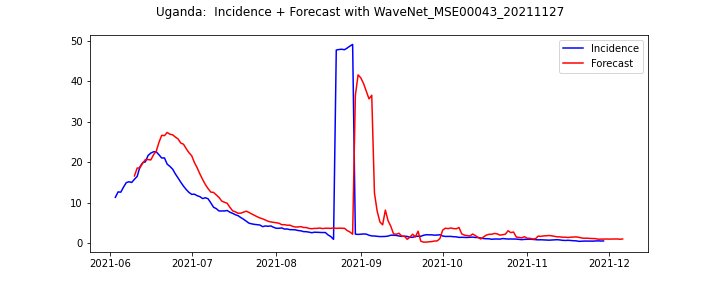 Uganda:  Incidence + Forecast with WaveNet_MSE00043_20211127
Incidence
Forecast
50
40
30
20
10
0
2021-06 2021-07 2021-08 2021-09 2021-10 2021-11 2021-12